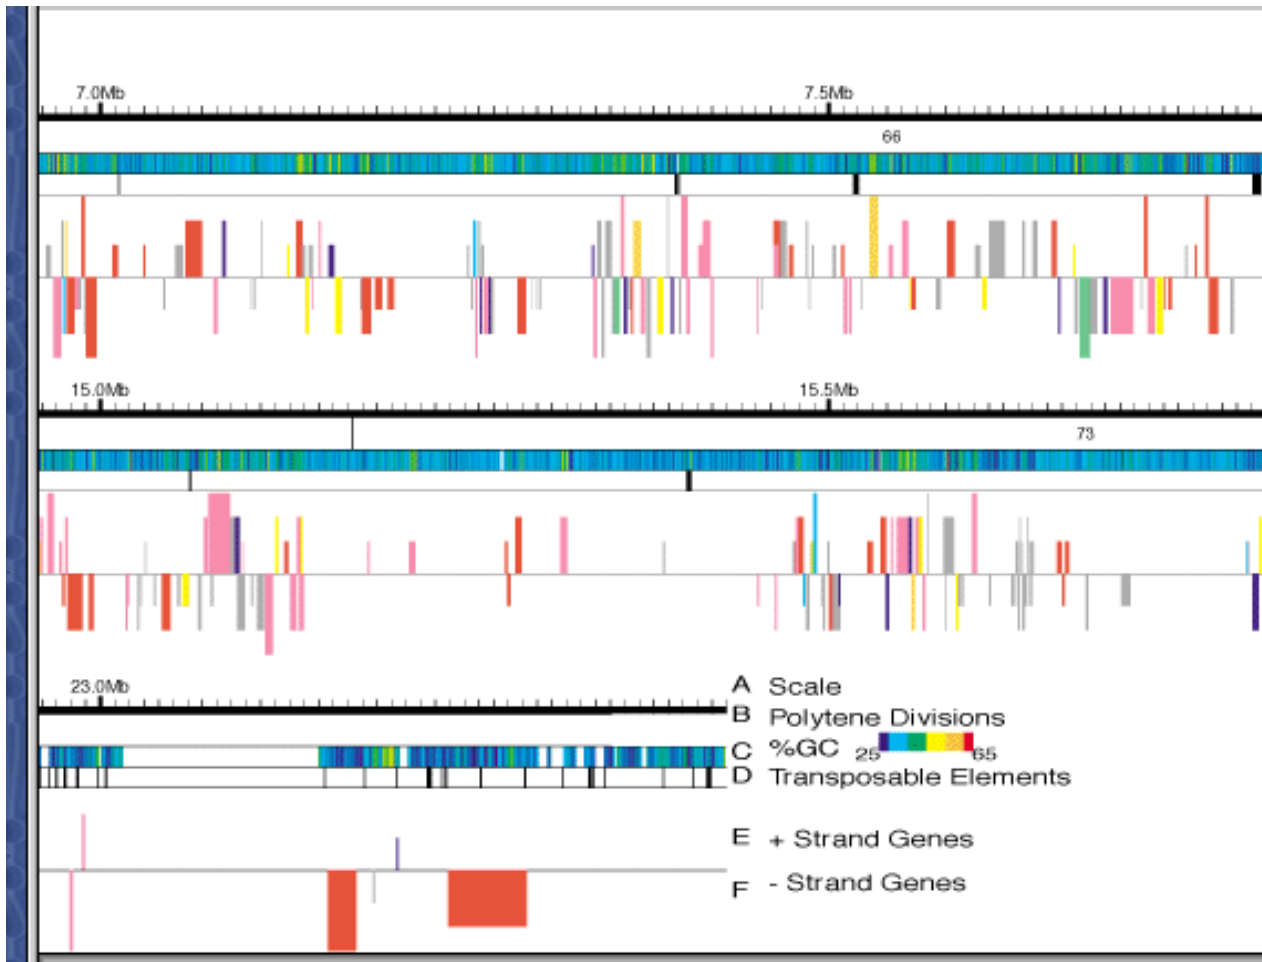 7.0Mb 7.5Mb
66
15.0Mb 15.5Mb
73
23.0Mb
A Scale
B Polytene Divisions
C %GC 25 65
D Transposable Elements
E + Strand Genes
F - Strand Genes